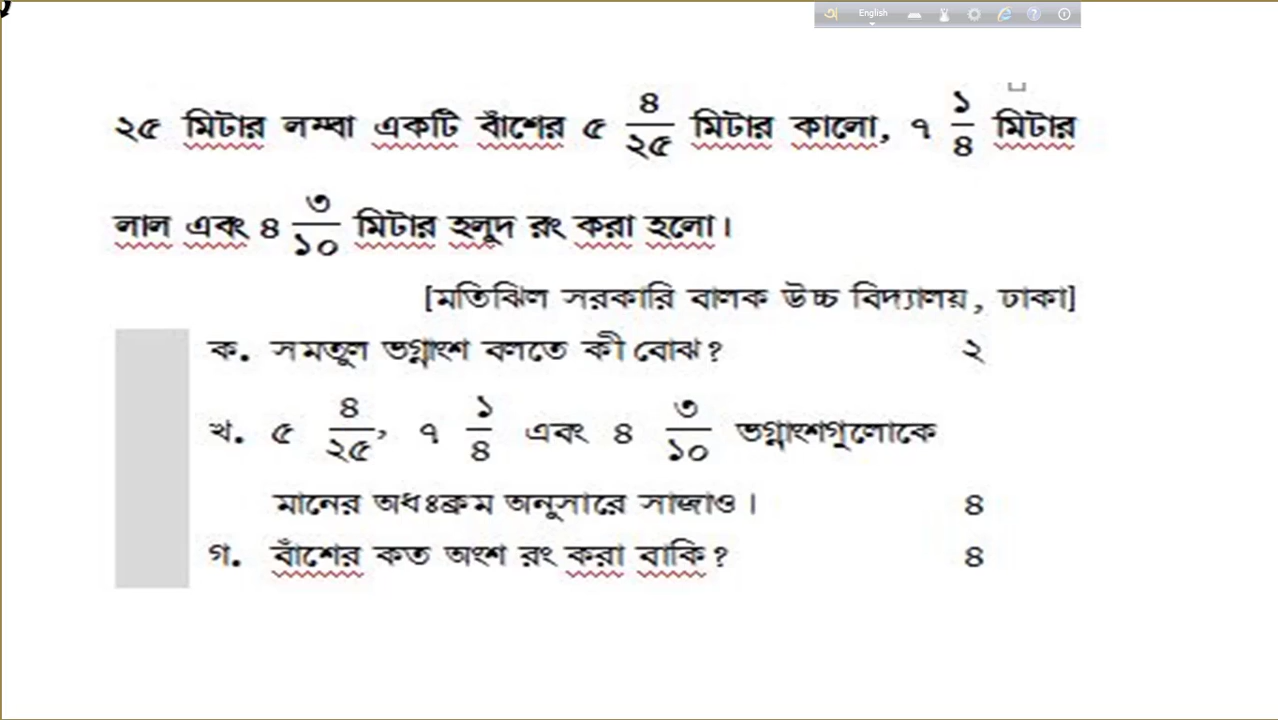 English
২৫ মিটার লম্বা একটি বাঁশের ৫ ৪/২৫ মিটার কালো, ৭ ১/৪ মিটার
লাল এবং ৪ ৩/১০ মিটার হলুদ রং করা হলো।
[মতিঝিল সরকারি বালক উচ্চ বিদ্যালয়, ঢাকা]
ক. সমতুল ভগ্নাংশ বলতে কী বোঝ? ২
খ. ৫ ৪/২৫, ৭ ১/৪ এবং ৪ ৩/১০ ভগ্নাংশগুলোকে
মানের অধঃক্রম অনুসারে সাজাও। ৪
গ. বাঁশের কত অংশ রং করা বাকি? ৪